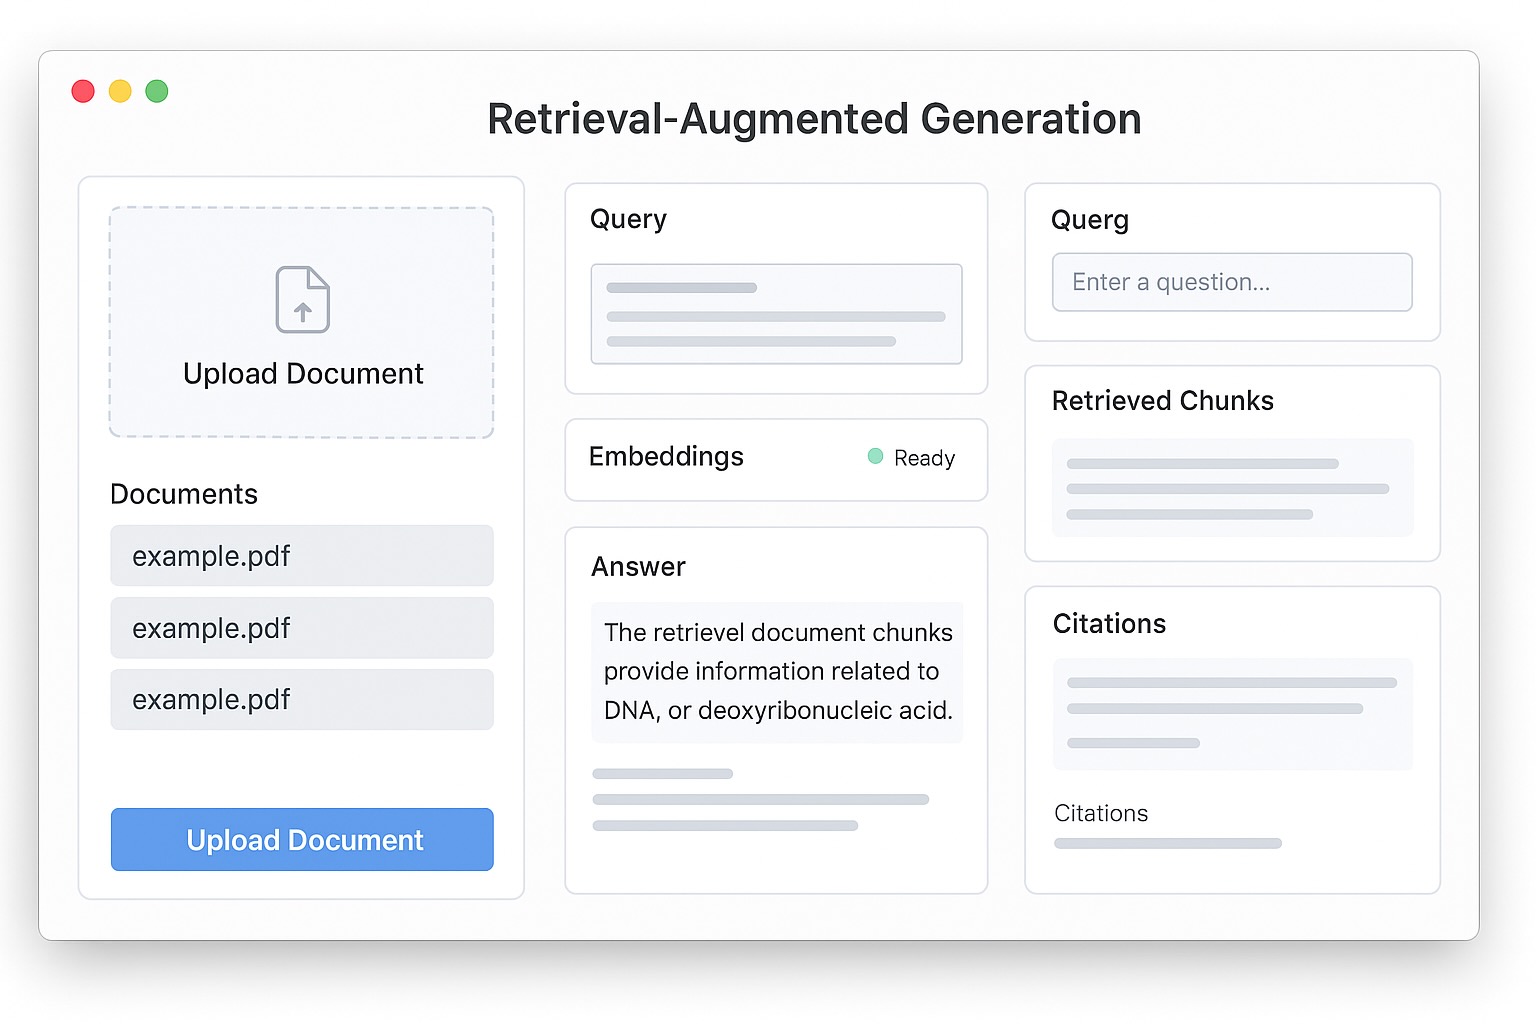 Retrieval-Augmented Generation
Upload Document
Documents
example.pdf
example.pdf
example.pdf
Upload Document
Query
Embeddings
Ready
Answer
The retrievel document chunks
provide information related to
DNA, or deoxyribonucleic acid.
Querg
Enter a question...
Retrieved Chunks
Citations
Citations